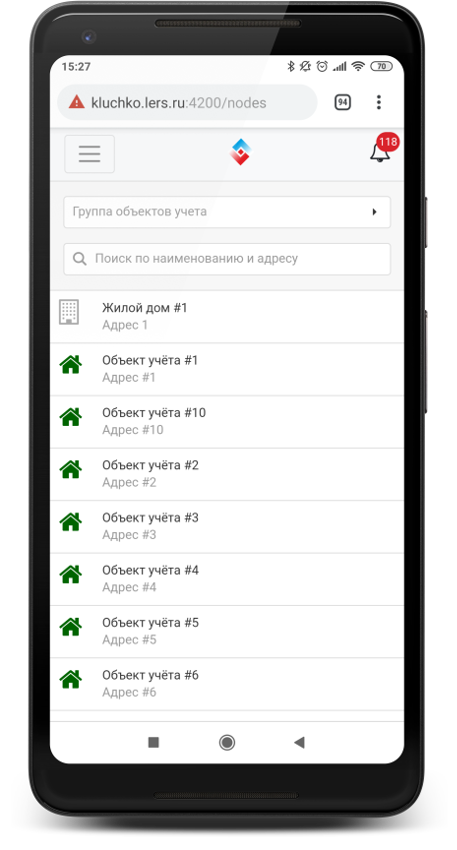 15:27
70
kluchko.lers.ru:4200/nodes
94
118
Группа объектов учета
Поиск по наименованию и адресу
Жилой дом #1
Адрес 1
Объект учёта #1
Адрес #1
Объект учёта #10
Адрес #10
Объект учёта #2
Адрес #2
Объект учёта #3
Адрес #3
Объект учёта #4
Адрес #4
Объект учёта #5
Адрес #5
Объект учёта #6
Адрес #6